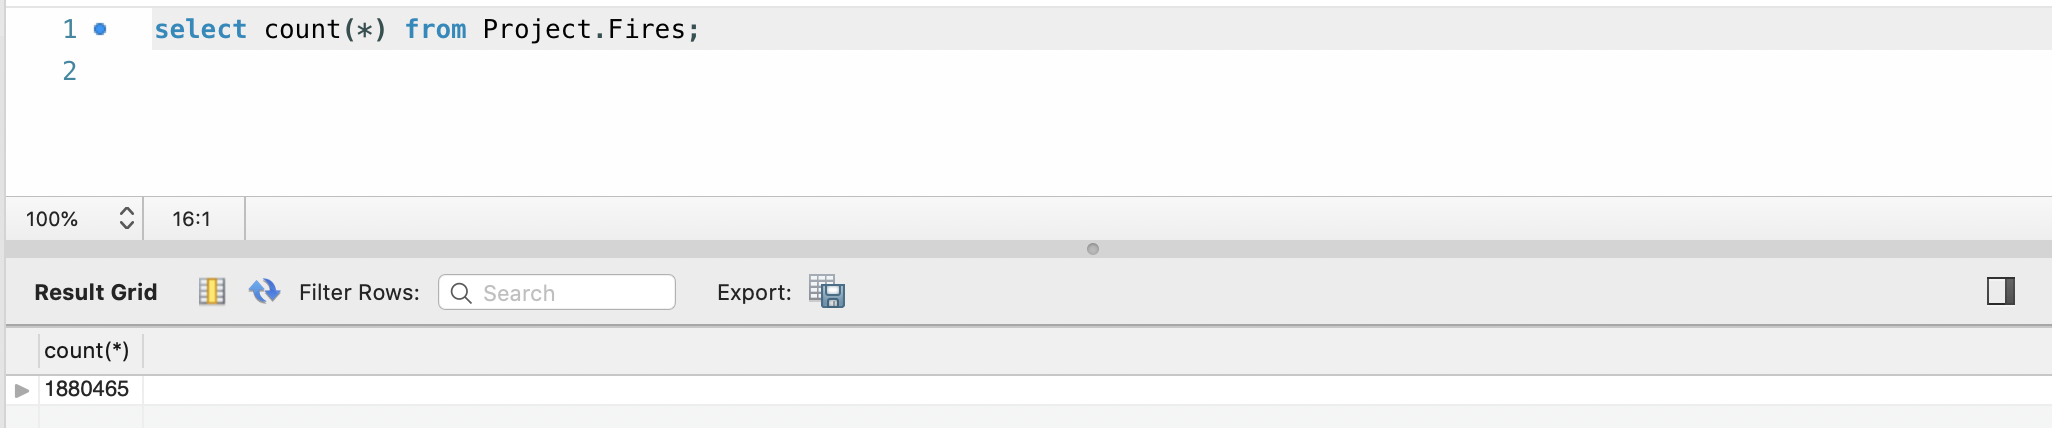 1 select count(*) from Project.Fires;
2
100% 16:1
Result Grid Filter Rows: Search Export:
count(*)
1880465